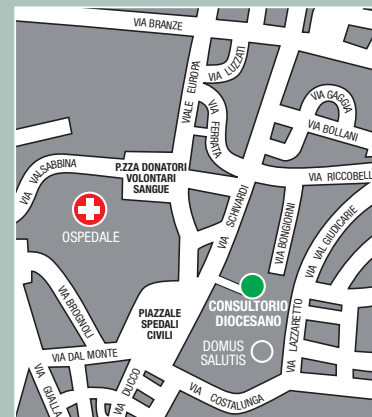 VIA BRANZE
VIA LUZZATI
VIALE EUROPA
VIA FERRATA
VIA GAGGIA
VIA BOLLANI
VIA VALSABBINA
P.ZZA DONATORI
VOLONTARI
SANGUE
VIA RICCOBELLI
VIA SCHIVARDI
OSPEDALE
VIA BONGIORNI
VIA VAL GIUDICARIE
VIA BROGNOLI
CONSULTORIO
DIOCESANO
PIAZZALE
SPEDALI
CIVILI
VIA LAZZARETTO
DOMUS
SALUTIS
VIA DAL MONTE
VIA GUALLA
VIA DUCCO
VIA COSTALUNGA